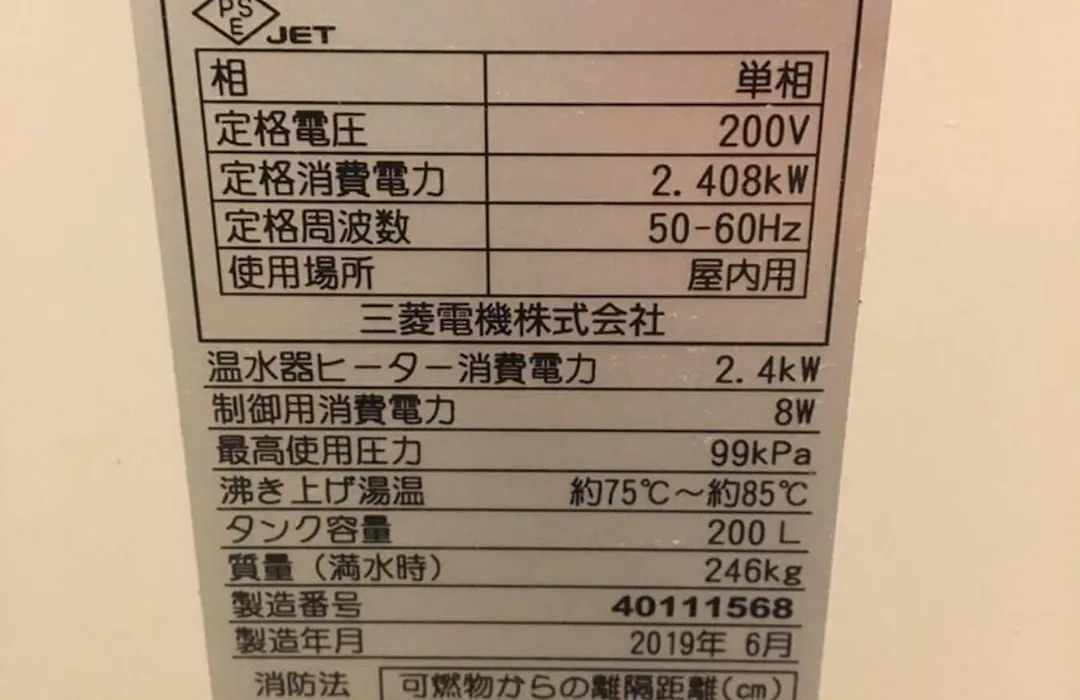 PSE JET
相 単相
定格電圧 200V
定格消費電力 2.408kW
定格周波数 50-60Hz
使用場所 屋内用
三菱電機株式会社
温水器ヒーター消費電力 2.4kW
制御用消費電力 8W
最高使用圧力 99kPa
沸き上げ湯温 約75℃～約85℃
タンク容量 200L
質量（満水時） 246kg
製造番号 40111568
製造年月 2019年 6月
消防法 可燃物からの離隔距離(cm)